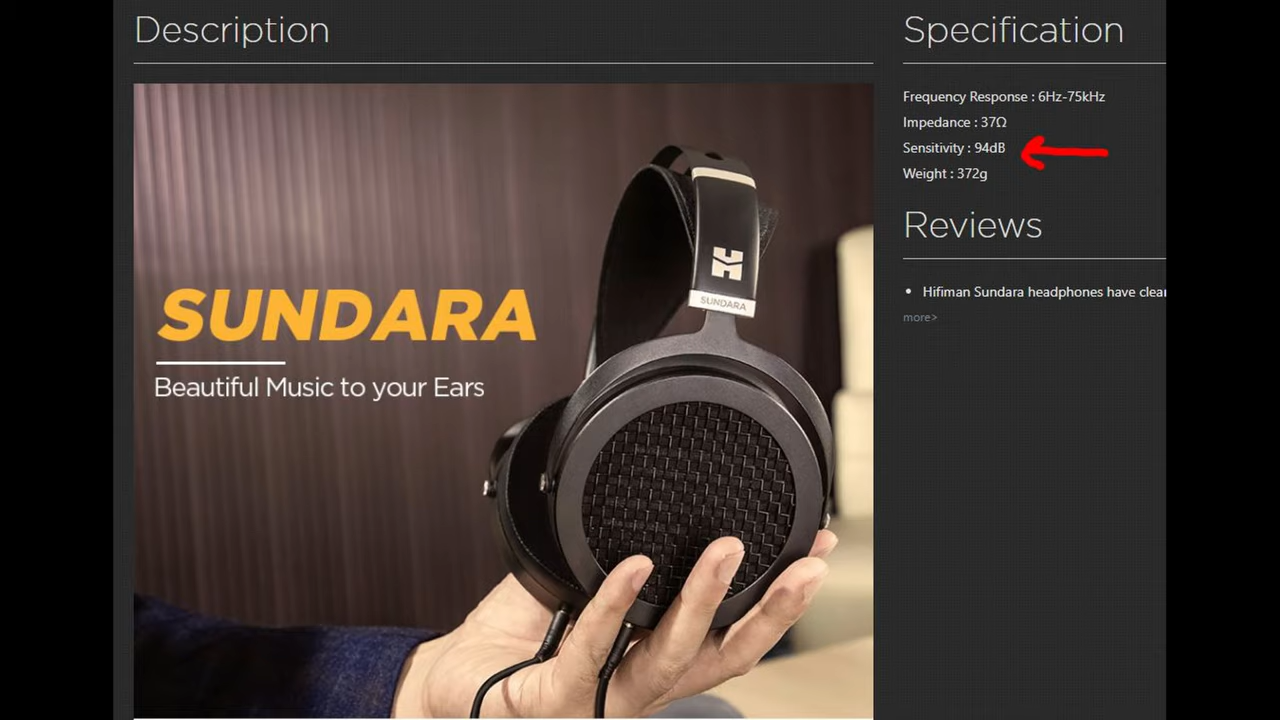 Description
SUNDARA
Beautiful Music to your Ears
SUNDARA
Specification
Frequency Response : 6Hz-75kHz
Impedance : 37Ω
Sensitivity : 94dB
Weight : 372g
Reviews
Hifiman Sundara headphones have clear
more>